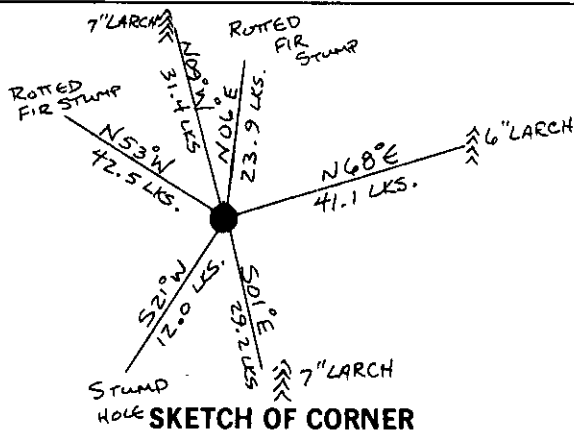 7" LARCH
N09°W
31.4 LKS
ROTTED
FIR
STUMP
N06°E
23.9 LKS.
ROTTED
FIR STUMP
N53°W
42.5 LKS.
N68°E
41.1 LKS.
6" LARCH
S21°W
12.0 LKS.
S01°E
29.2 LKS
7" LARCH
STUMP
HOLE
SKETCH OF CORNER